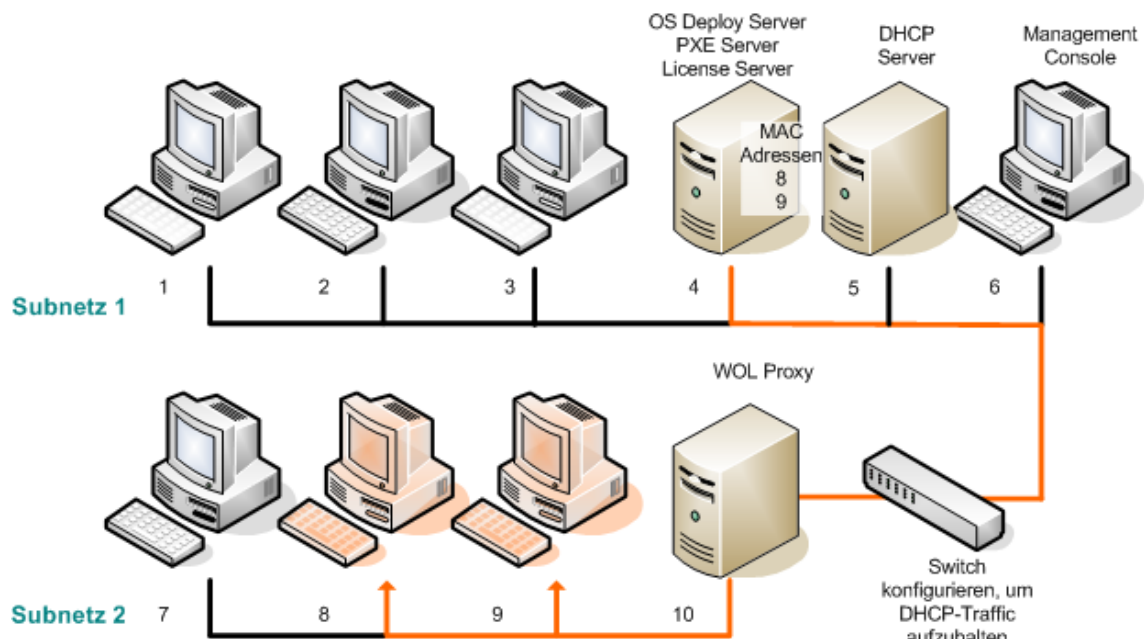 OS Deploy Server
PXE Server
License Server
DHCP
Server
Management
Console
MAC
Adressen
8
9
1
2
3
4
5
6
Subnetz 1
WOL Proxy
Switch
konfigurieren, um
DHCP-Traffic
aufzuhalten
Subnetz 2
7
8
9
10